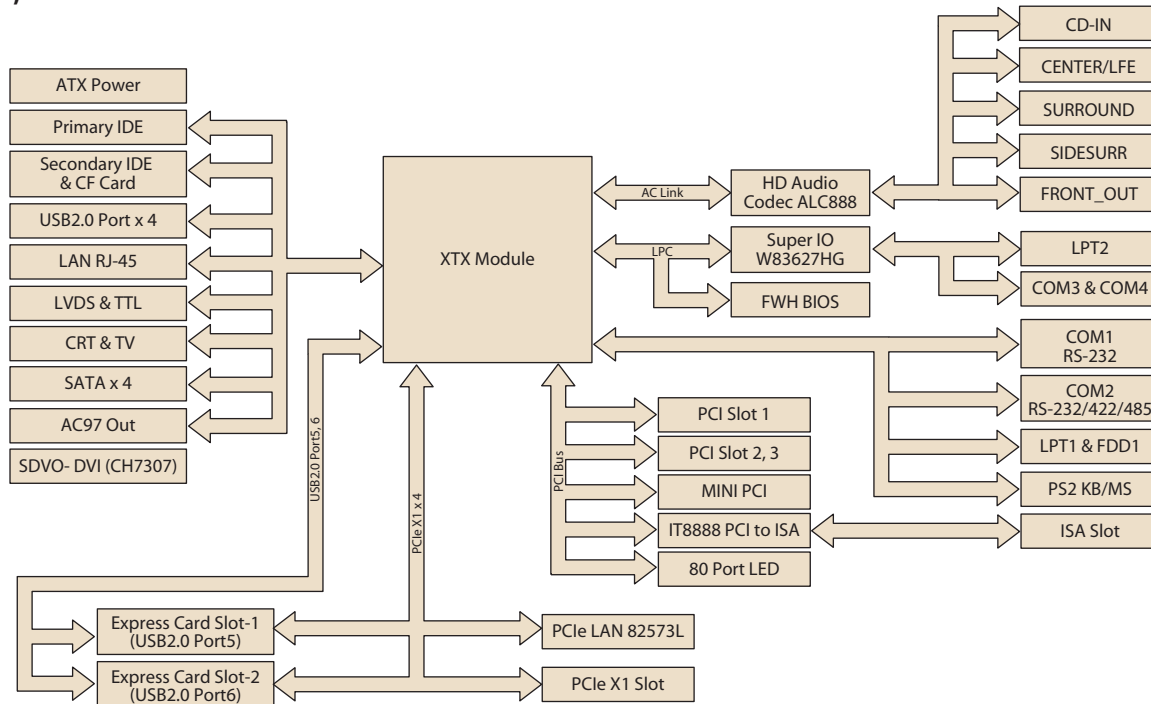 ATX Power
Primary IDE
Secondary IDE
& CF Card
USB2.0 Port x 4
LAN RJ-45
LVDS & TTL
CRT & TV
SATA x 4
AC97 Out
SDVO- DVI (CH7307)
USB2.0 Port5, 6
Express Card Slot-1
(USB2.0 Port5)
Express Card Slot-2
(USB2.0 Port6)
XTX Module
PCIe X1 x 4
PCIe LAN 82573L
PCIe X1 Slot
PCI Bus
PCI Slot 1
PCI Slot 2, 3
MINI PCI
IT8888 PCI to ISA
80 Port LED
AC Link
HD Audio
Codec ALC888
LPC
Super IO
W83627HG
FWH BIOS
CD-IN
CENTER/LFE
SURROUND
SIDESURR
FRONT_OUT
LPT2
COM3 & COM4
COM1
RS-232
COM2
RS-232/422/485
LPT1 & FDD1
PS2 KB/MS
ISA Slot